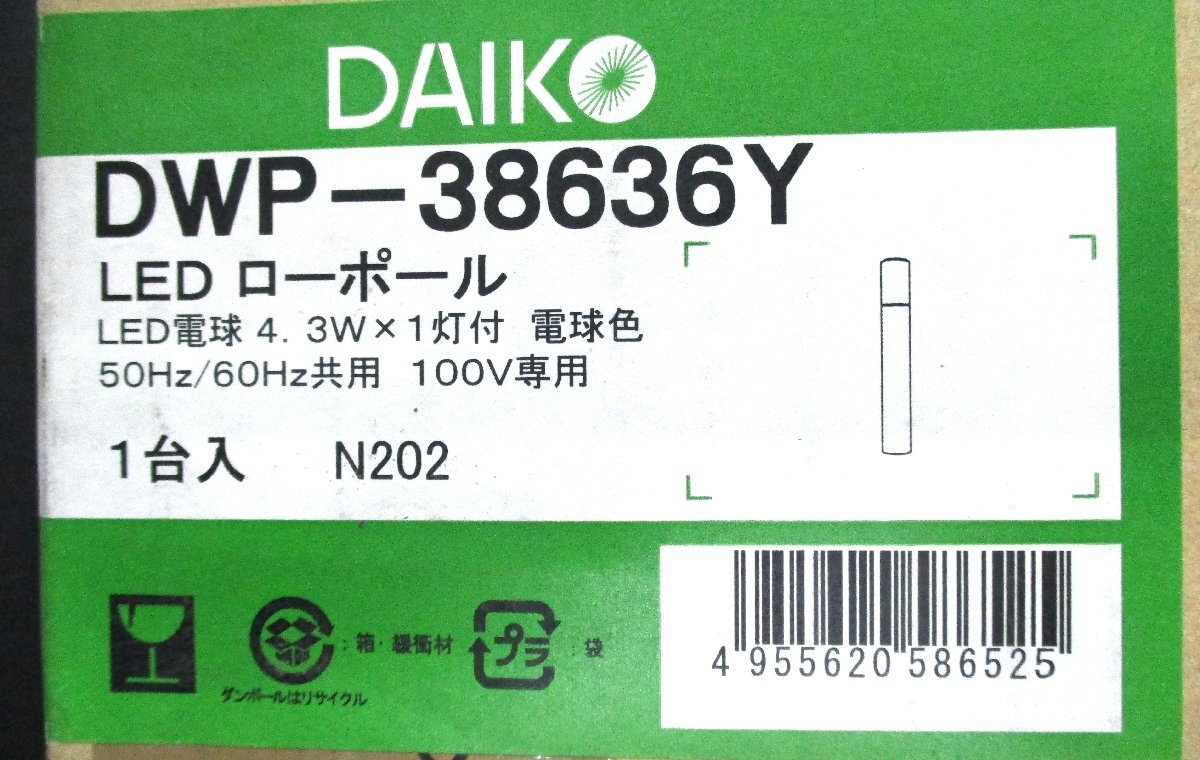 DAIKO
DWP-38636Y
LED ローポール
LED電球 4. 3W×1灯付 電球色
50Hz/60Hz共用 100V専用
1台入 N202
:箱・緩衝材
ダンボールはリサイクル
プラ
:袋
4 955620 586525